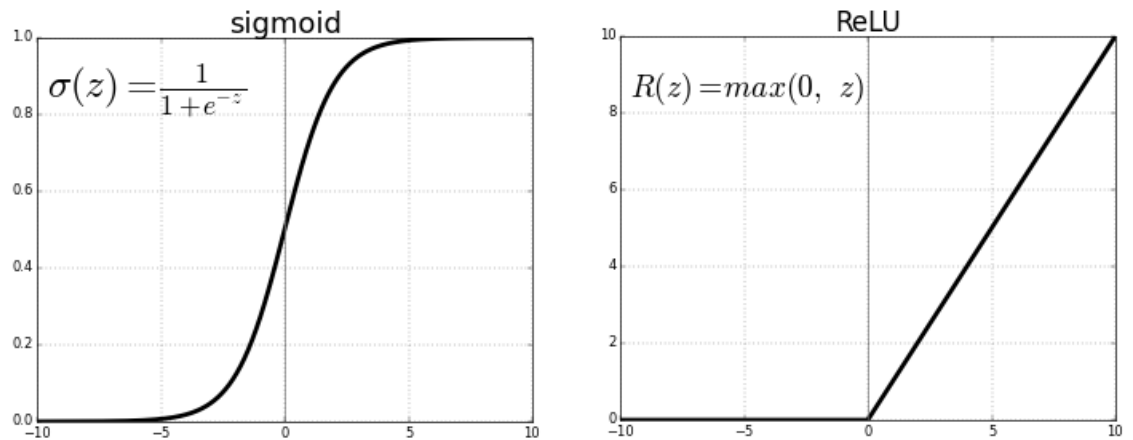 sigmoid
σ(z) = 1 / (1 + e^{-z})
1.0
0.8
0.6
0.4
0.2
0.0
−10 −5 0 5 10
ReLU
R(z) = max(0, z)
10
8
6
4
2
0
−10 −5 0 5 10